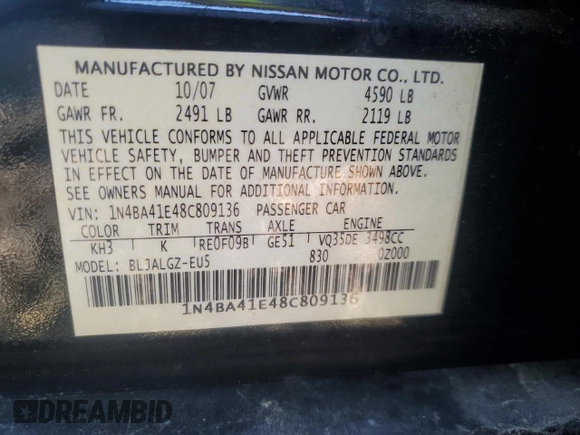 MANUFACTURED BY NISSAN MOTOR CO., LTD.
DATE 10/07 GVWR 4590 LB
GAWR FR. 2491 LB GAWR RR. 2119 LB
THIS VEHICLE CONFORMS TO ALL APPLICABLE FEDERAL MOTOR
VEHICLE SAFETY, BUMPER AND THEFT PREVENTION STANDARDS
IN EFFECT ON THE DATE OF MANUFACTURE SHOWN ABOVE.
SEE OWNERS MANUAL FOR ADDITIONAL INFORMATION.
VIN: 1N4BA41E48C809136 PASSENGER CAR
COLOR TRIM TRANS AXLE ENGINE
KH3 K RE0F09B GE51 VQ35DE 3498CC
MODEL: BLJALGZ-EU5 830 0Z000
1N4BA41E48C809136
DREAMBID